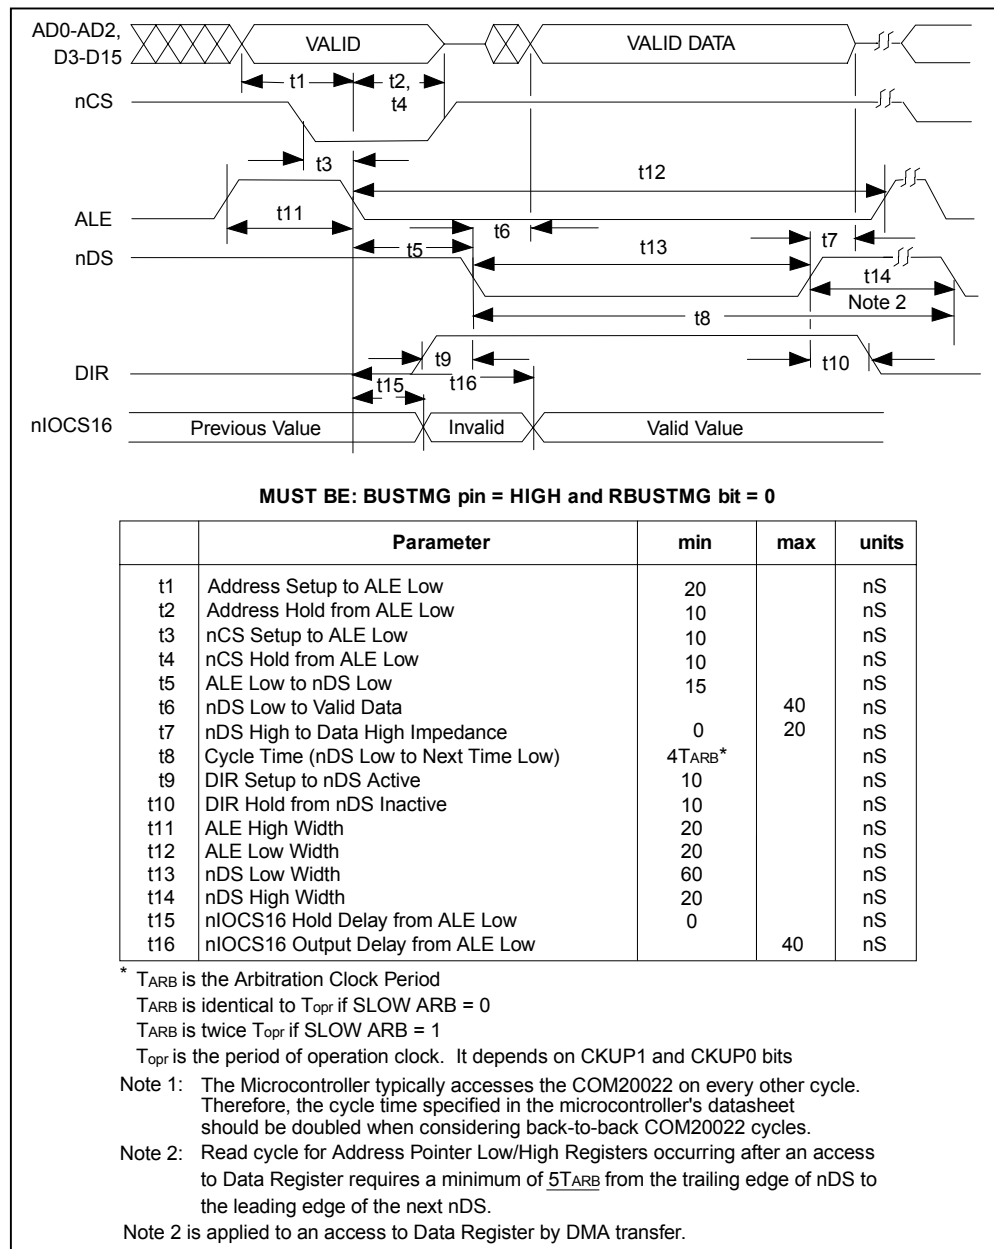 AD0-AD2,
D3-D15
VALID
VALID DATA
t1
t2,
t4
nCS
t3
t12
ALE
t11
t6
t5
t13
t7
nDS
t14
Note 2
t8
t9
t10
DIR
t15
t16
nIOCS16
Previous Value
Invalid
Valid Value
MUST BE: BUSTMG pin = HIGH and RBUSTMG bit = 0
Parameter min max units
t1 Address Setup to ALE Low 20 nS
t2 Address Hold from ALE Low 10 nS
t3 nCS Setup to ALE Low 10 nS
t4 nCS Hold from ALE Low 10 nS
t5 ALE Low to nDS Low 15 nS
t6 nDS Low to Valid Data 40 nS
t7 nDS High to Data High Impedance 0 20 nS
t8 Cycle Time (nDS Low to Next Time Low) 4TARB* nS
t9 DIR Setup to nDS Active 10 nS
t10 DIR Hold from nDS Inactive 10 nS
t11 ALE High Width 20 nS
t12 ALE Low Width 20 nS
t13 nDS Low Width 60 nS
t14 nDS High Width 20 nS
t15 nIOCS16 Hold Delay from ALE Low 0 nS
t16 nIOCS16 Output Delay from ALE Low 40 nS
* TARB is the Arbitration Clock Period
TARB is identical to Topr if SLOW ARB = 0
TARB is twice Topr if SLOW ARB = 1
Topr is the period of operation clock. It depends on CKUP1 and CKUP0 bits
Note 1: The Microcontroller typically accesses the COM20022 on every other cycle.
Therefore, the cycle time specified in the microcontroller's datasheet
should be doubled when considering back-to-back COM20022 cycles.
Note 2: Read cycle for Address Pointer Low/High Registers occurring after an access
to Data Register requires a minimum of 5TARB from the trailing edge of nDS to
the leading edge of the next nDS.
Note 2 is applied to an access to Data Register by DMA transfer.